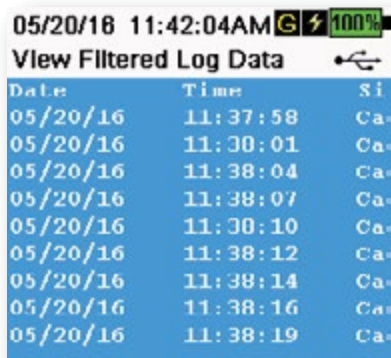 05/20/16 11:42:04AM G 100%
View Filtered Log Data
Date Time Si
05/20/16 11:37:58 Ca
05/20/16 11:38:01 Ca
05/20/16 11:38:04 Ca
05/20/16 11:38:07 Ca
05/20/16 11:38:10 Ca
05/20/16 11:38:12 Ca
05/20/16 11:38:14 Ca
05/20/16 11:38:16 Ca
05/20/16 11:38:19 Ca